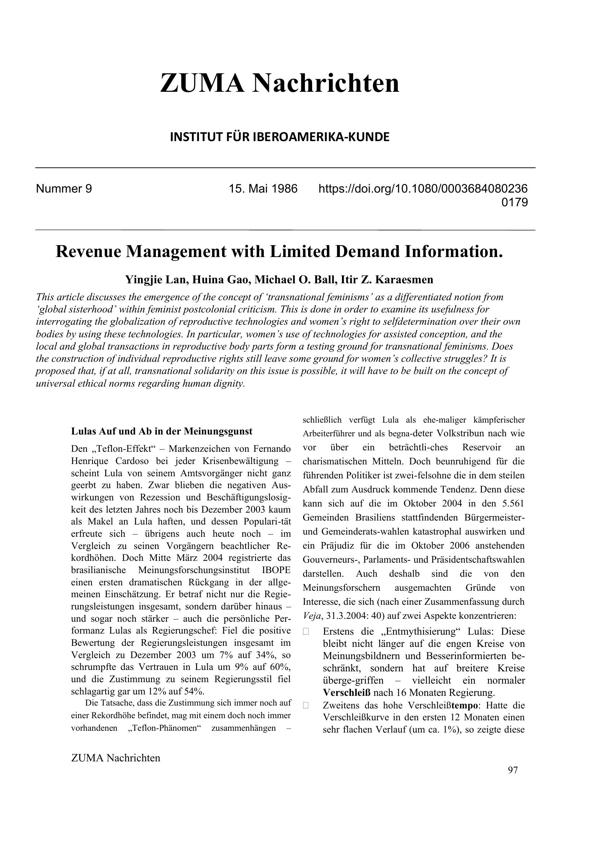 ZUMA Nachrichten
INSTITUT FÜR IBEROAMERIKA-KUNDE
Nummer 9 15. Mai 1986 https://doi.org/10.1080/0003684080236
0179
Revenue Management with Limited Demand Information.
Yingjie Lan, Huina Gao, Michael O. Ball, Itir Z. Karaesmen
This article discusses the emergence of the concept of ‘transnational feminisms’ as a differentiated notion from
‘global sisterhood’ within feminist postcolonial criticism. This is done in order to examine its usefulness for
interrogating the globalization of reproductive technologies and women’s right to selfdetermination over their own
bodies by using these technologies. In particular, women’s use of technologies for assisted conception, and the
local and global transactions in reproductive body parts form a testing ground for transnational feminisms. Does
the construction of individual reproductive rights still leave some ground for women’s collective struggles? It is
proposed that, if at all, transnational solidarity on this issue is possible, it will have to be built on the concept of
universal ethical norms regarding human dignity.
Lulas Auf und Ab in der Meinungsgunst
Den „Teflon-Effekt“ – Markenzeichen von Fernando
Henrique Cardoso bei jeder Krisenbewältigung –
scheint Lula von seinem Amtsvorgänger nicht ganz
geerbt zu haben. Zwar blieben die negativen Aus-
wirkungen von Rezession und Beschäftigungslosig-
keit des letzten Jahres noch bis Dezember 2003 kaum
als Makel an Lula haften, und dessen Populari-tät
erfreute sich – übrigens auch heute noch – im
Vergleich zu seinen Vorgängern beachtlicher Re-
kordhöhen. Doch Mitte März 2004 registrierte das
brasilianische Meinungsforschungsinstitut IBOPE
einen ersten dramatischen Rückgang in der allge-
meinen Einschätzung. Er betraf nicht nur die Regie-
rungsleistungen insgesamt, sondern darüber hinaus –
und sogar noch stärker – auch die persönliche Per-
formanz Lulas als Regierungschef: Fiel die positive
Bewertung der Regierungsleistungen insgesamt im
Vergleich zu Dezember 2003 um 7% auf 34%, so
schrumpfte das Vertrauen in Lula um 9% auf 60%,
und die Zustimmung zu seinem Regierungsstil fiel
schlagartig gar um 12% auf 54%.
Die Tatsache, dass die Zustimmung sich immer noch auf
einer Rekordhöhe befindet, mag mit einem doch noch immer
vorhandenen „Teflon-Phänomen“ zusammenhängen –
schließlich verfügt Lula als ehe-maliger kämpferischer
Arbeiterführer und als begna-deter Volkstribun nach wie
vor über ein beträchtli-ches Reservoir an
charismatischen Mitteln. Doch beunruhigend für die
führenden Politiker ist zwei-felsohne die in dem steilen
Abfall zum Ausdruck kommende Tendenz. Denn diese
kann sich auf die im Oktober 2004 in den 5.561
Gemeinden Brasiliens stattfindenden Bürgermeister-
und Gemeinderats-wahlen katastrophal auswirken und
ein Präjudiz für die im Oktober 2006 anstehenden
Gouverneurs-, Parlaments- und Präsidentschaftswahlen
darstellen. Auch deshalb sind die von den
Meinungsforschern ausgemachten Gründe von
Interesse, die sich (nach einer Zusammenfassung durch
Veja, 31.3.2004: 40) auf zwei Aspekte konzentrieren:
Erstens die „Entmythisierung“ Lulas: Diese
bleibt nicht länger auf die engen Kreise von
Meinungsbildnern und Besserinformierten be-
schränkt, sondern hat auf breitere Kreise
überge-griffen – vielleicht ein normaler
Verschleiß nach 16 Monaten Regierung.
Zweitens das hohe Verschleißtempo: Hatte die
Verschleißkurve in den ersten 12 Monaten einen
sehr flachen Verlauf (um ca. 1%), so zeigte diese
ZUMA Nachrichten
97